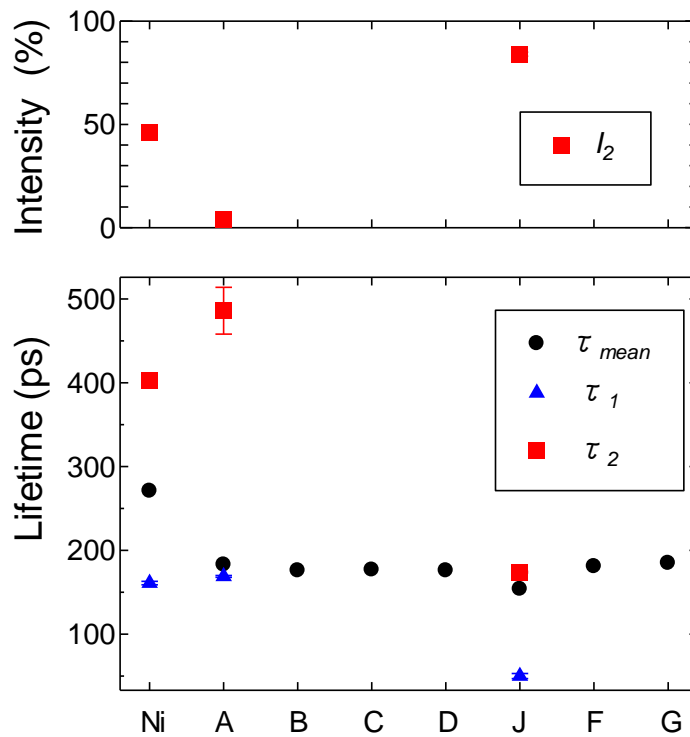 Intensity (%)
100
50
0
I2
Lifetime (ps)
500
400
300
200
100
τ mean
τ 1
τ 2
Ni A B C D J F G